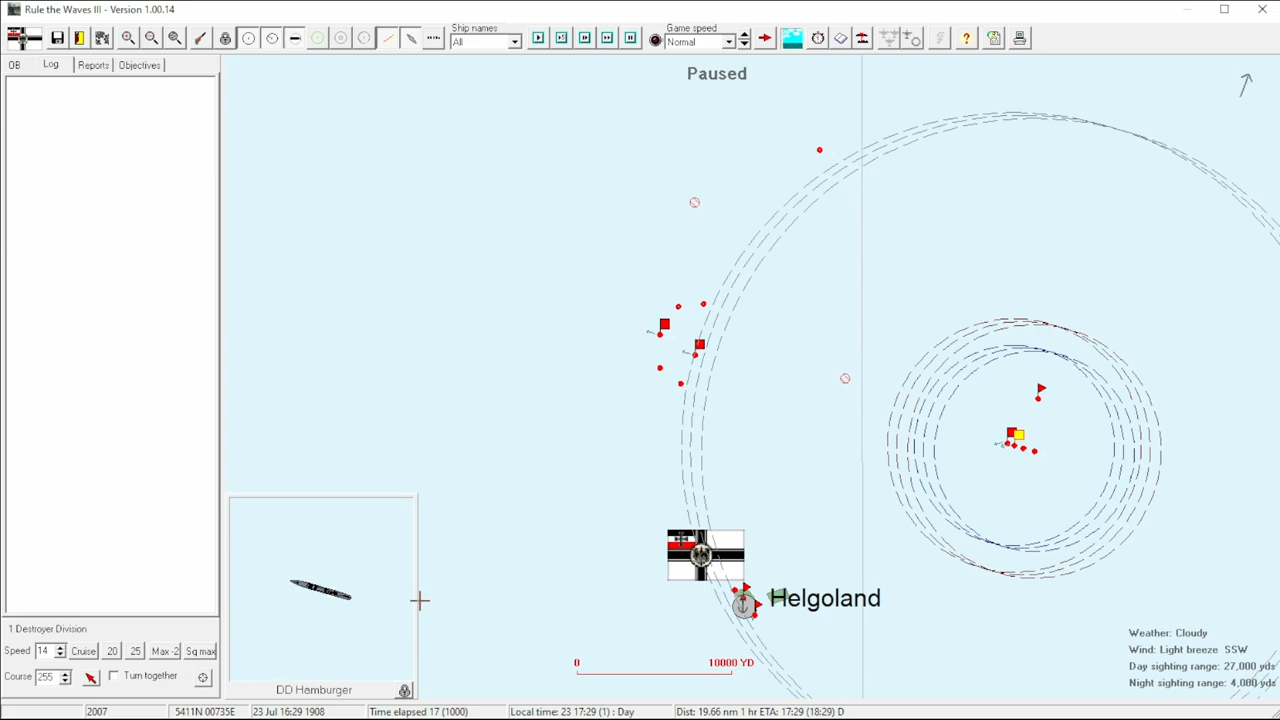 Rule the Waves III - Version 1.00.14
Ship names
All
Game speed
Normal
OB
Log
Reports
Objectives
Paused
Helgoland
0
10000 YD
Weather: Cloudy
Wind: Light breeze SSW
Day sighting range: 27,000 yds
Night sighting range: 4,000 yds
1 Destroyer Division
Speed 14 Cruise 20 25 Max -2 Sq max
Course 255 Turn together
DD Hamburger
2007
5411N 00735E
23 Jul 16:29 1908
Time elapsed 17 (1000)
Local time: 23 17:29 (1) : Day
Dist: 19.66 nm 1 hr ETA: 17:29 (18:29) D